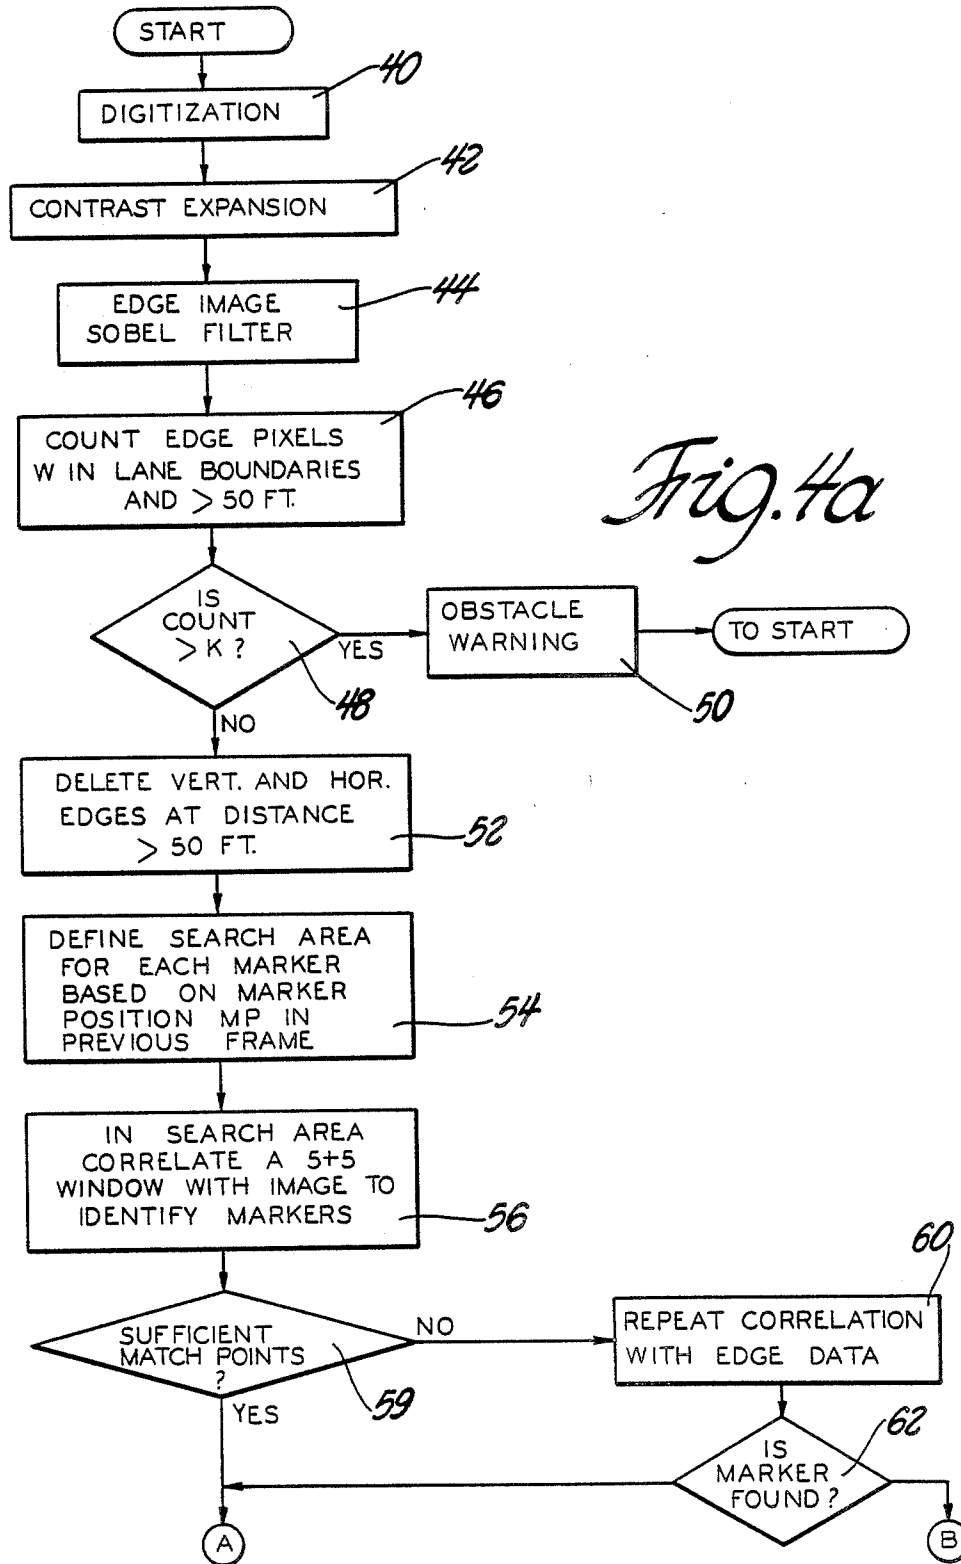 START
40
DIGITIZATION
42
CONTRAST EXPANSION
44
EDGE IMAGE
SOBEL FILTER
46
COUNT EDGE PIXELS
W IN LANE BOUNDARIES
AND > 50 FT.
Fig. 4a
IS
COUNT
> K ?
48
YES
OBSTACLE
WARNING
50
TO START
NO
DELETE VERT. AND HOR.
EDGES AT DISTANCE
> 50 FT.
52
DEFINE SEARCH AREA
FOR EACH MARKER
BASED ON MARKER
POSITION MP IN
PREVIOUS FRAME
54
IN SEARCH AREA
CORRELATE A 5+5
WINDOW WITH IMAGE TO
IDENTIFY MARKERS
56
SUFFICIENT
MATCH POINTS
?
59
NO
YES
60
REPEAT CORRELATION
WITH EDGE DATA
62
IS
MARKER
FOUND ?
A
B